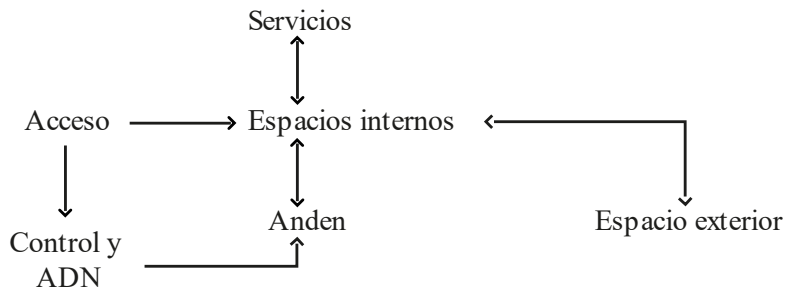 Servicios
Acceso
Espacios internos
Anden
Espacio exterior
Control y
ADN